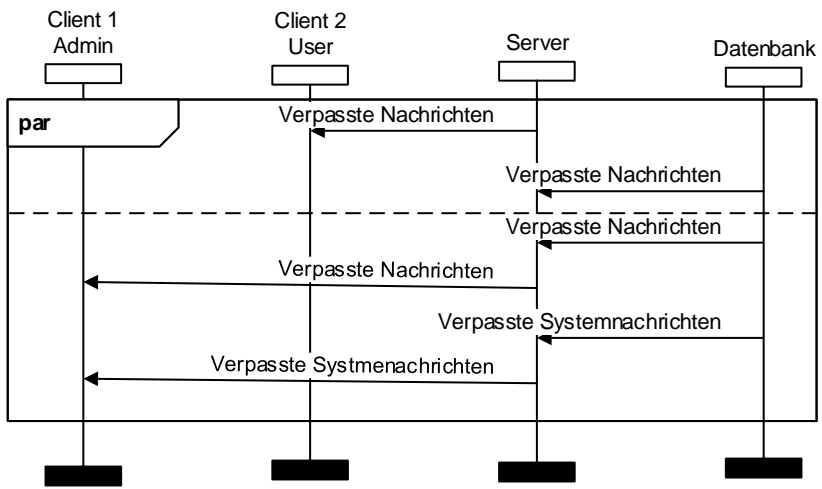 Client 1
Admin
Client 2
User
Server
Datenbank
par
Verpasste Nachrichten
Verpasste Nachrichten
Verpasste Nachrichten
Verpasste Nachrichten
Verpasste Systemnachrichten
Verpasste Systmenachrichten